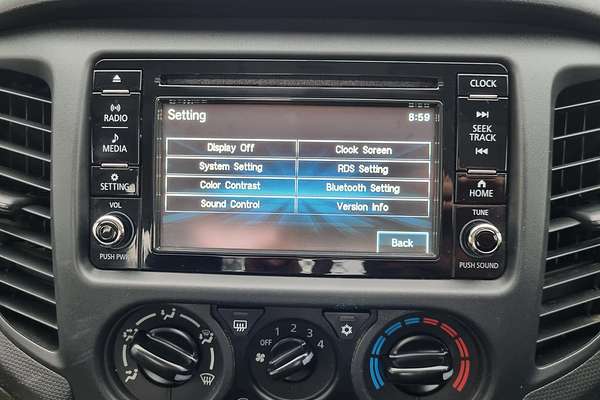 CLOCK
RADIO
MEDIA
SETTING
VOL
PUSH PWR
Setting 8:59
Display Off Clock Screen
System Setting RDS Setting
Color Contrast Bluetooth Setting
Sound Control Version Info
Back
SEEK
TRACK
HOME
TUNE
PUSH SOUND
OFF 1 2 3 4